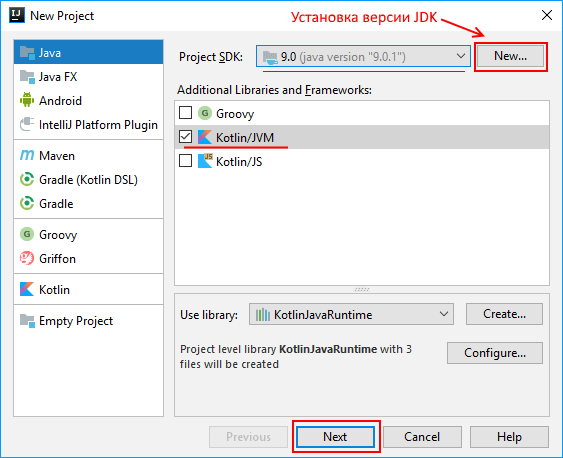 New Project
Установка версии JDK
Java
Java FX
Android
IntelliJ Platform Plugin
Maven
Gradle (Kotlin DSL)
Gradle
Groovy
Griffon
Kotlin
Empty Project
Project SDK: 9.0 (java version "9.0.1") New...
Additional Libraries and Frameworks:
Groovy
Kotlin/JVM
Kotlin/JS
Use library: KotlinJavaRuntime Create...
Project level library KotlinJavaRuntime with 3
files will be created
Configure...
Previous Next Cancel Help